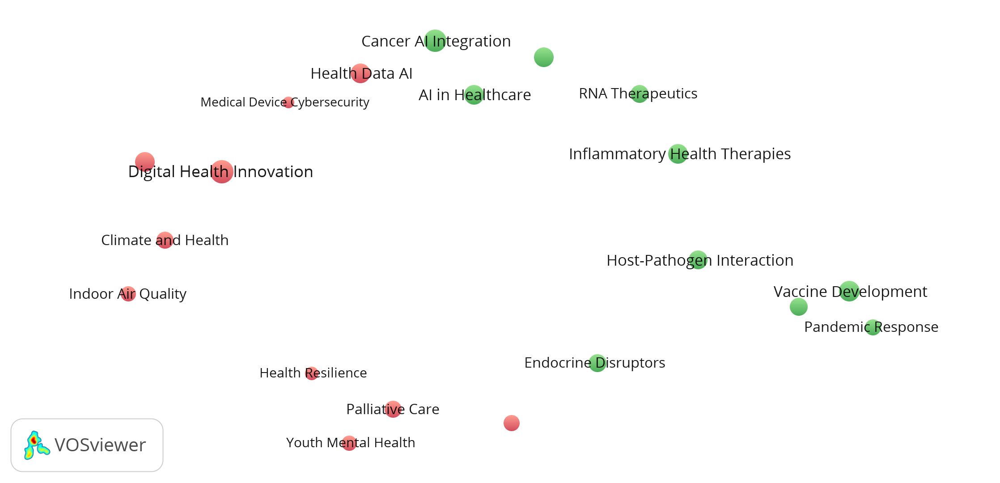 Cancer AI Integration
Health Data AI
AI in Healthcare
RNA Therapeutics
Medical Device Cybersecurity
Inflammatory Health Therapies
Digital Health Innovation
Climate and Health
Host-Pathogen Interaction
Vaccine Development
Indoor Air Quality
Pandemic Response
Endocrine Disruptors
Health Resilience
Palliative Care
Youth Mental Health
VOSviewer